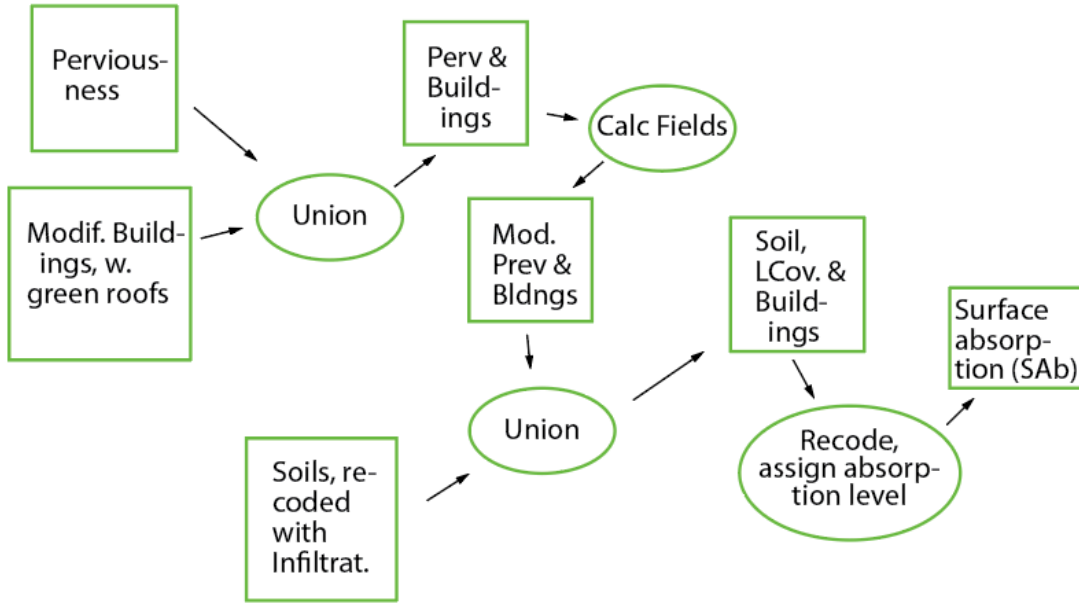 Pervious-
ness
Perv &
Build-
ings
Calc Fields
Modif. Build-
ings, w.
green roofs
Union
Mod.
Prev &
Bldngs
Soil,
LCov. &
Build-
ings
Surface
absorp-
tion (SAb)
Union
Soils, re-
coded
with
Infiltrat.
Recode,
assign absorp-
tion level